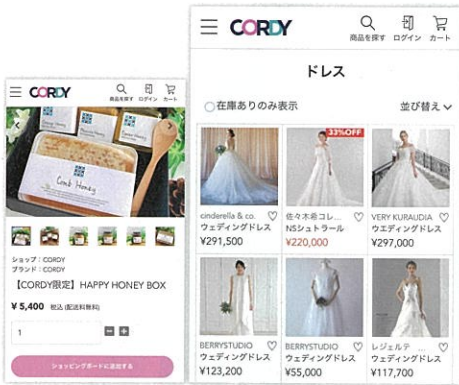 CORDY
商品を探す ログイン カート
Comb Honey
ショップ：CORDY
ブランド：CORDY
【CORDY限定】HAPPY HONEY BOX
¥5,400 税込 (配送料無料)
1
ショッピングボードに追加する
CORDY
商品を探す ログイン カート
ドレス
在庫ありのみ表示 並び替え
33%OFF
cinderella & co. 佐々木希コレ... VERY KURAUDIA
ウェディングドレス NSシュトラール ウエディングドレス
¥291,500 ¥220,000 ¥297,000
BERRYSTUDIO BERRYSTUDIO レジェルテ ...
ウェディングドレス ウェディングドレス ウェディングドレス
¥123,200 ¥55,000 ¥117,700